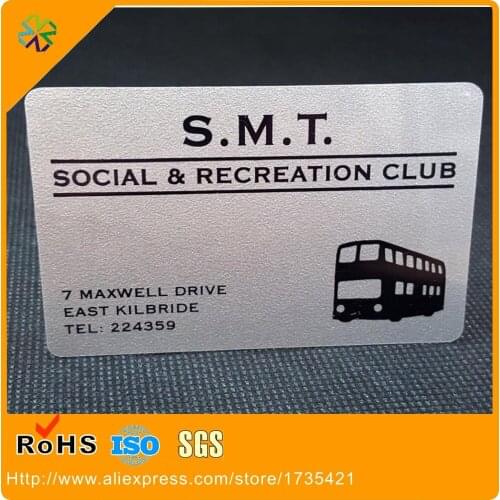 S.M.T.
SOCIAL & RECREATION CLUB
7 MAXWELL DRIVE
EAST KILBRIDE
TEL: 224359
RoHS ISO SGS
Http://www.aliexpress.com/store/1735421